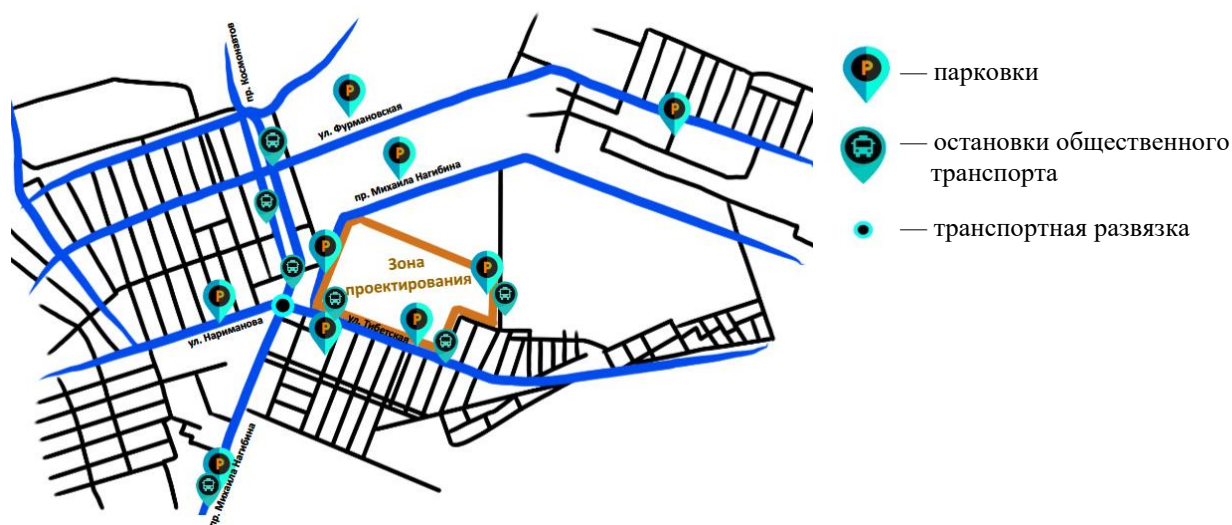 пр. Космонавтов
ул. Фурмановская
пр. Михаила Нагибина
Зона
проектирования
ул. Тибетская
ул. Нариманова
пр. Михаила Нагибина
P
P
P
P
P
P
P
P
P
P
— парковки
— остановки общественного
транспорта
— транспортная развязка